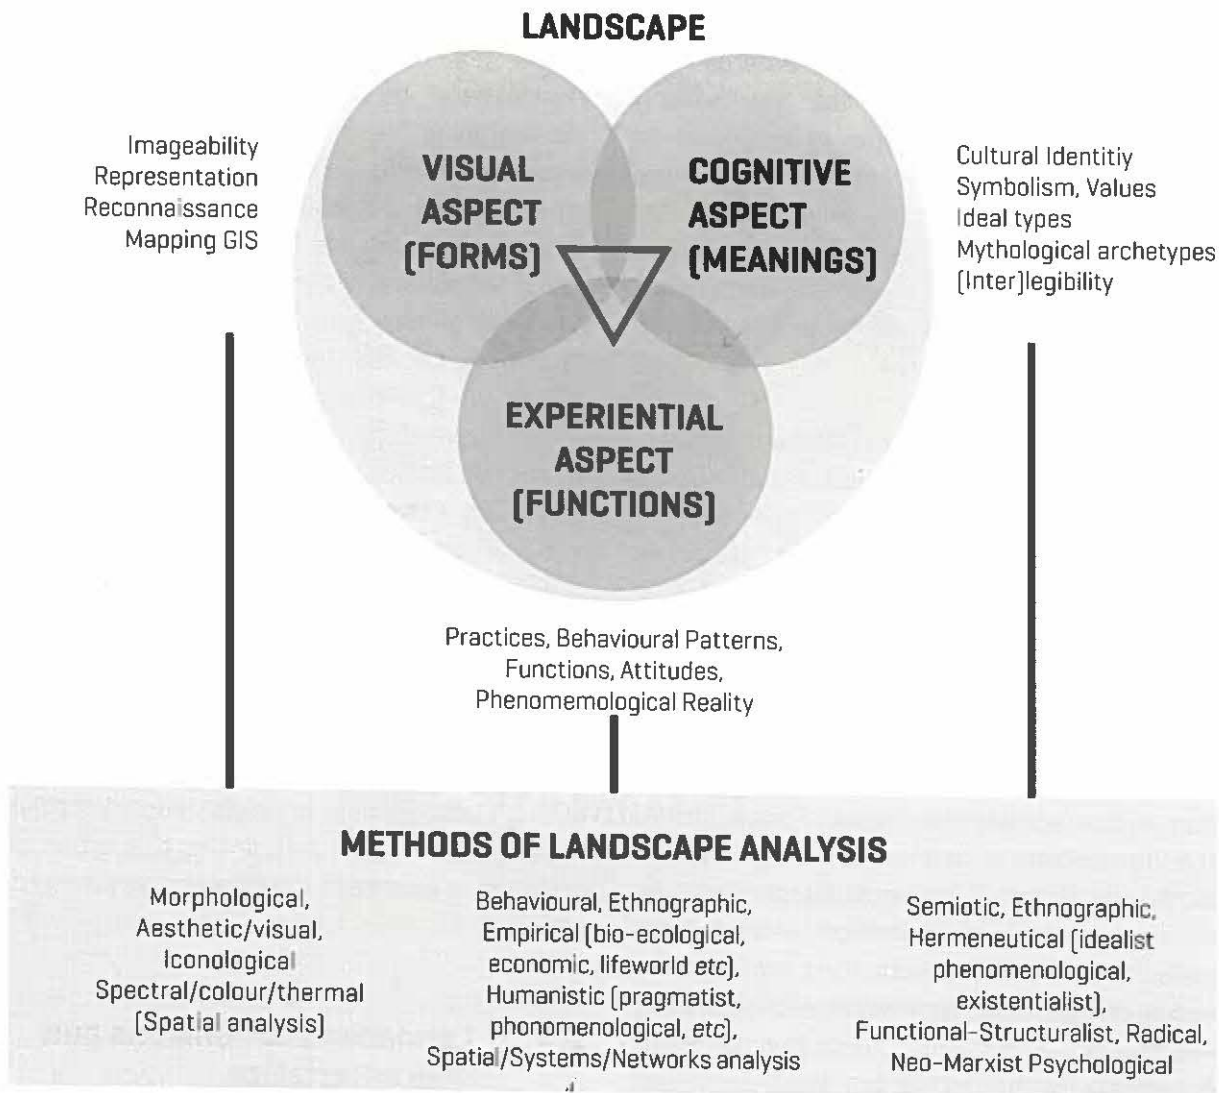 LANDSCAPE
Imageability
Representation
Reconnaissance
Mapping GIS
VISUAL
ASPECT
(FORMS)
COGNITIVE
ASPECT
(MEANINGS)
Cultural Identitiy
Symbolism, Values
Ideal types
Mythological archetypes
(Inter)legibility
EXPERIENTIAL
ASPECT
(FUNCTIONS)
Practices, Behavioural Patterns,
Functions, Attitudes,
Phenomemological Reality
METHODS OF LANDSCAPE ANALYSIS
Morphological,
Aesthetic/visual,
Iconological
Spectral/colour/thermal
(Spatial analysis)
Behavioural, Ethnographic,
Empirical (bio-ecological,
economic, lifeworld etc),
Humanistic (pragmatist,
phonomenological, etc),
Spatial/Systems/Networks analysis
Semiotic, Ethnographic,
Hermeneutical (idealist
phenomenological,
existentialist),
Functional-Structuralist, Radical,
Neo-Marxist Psychological